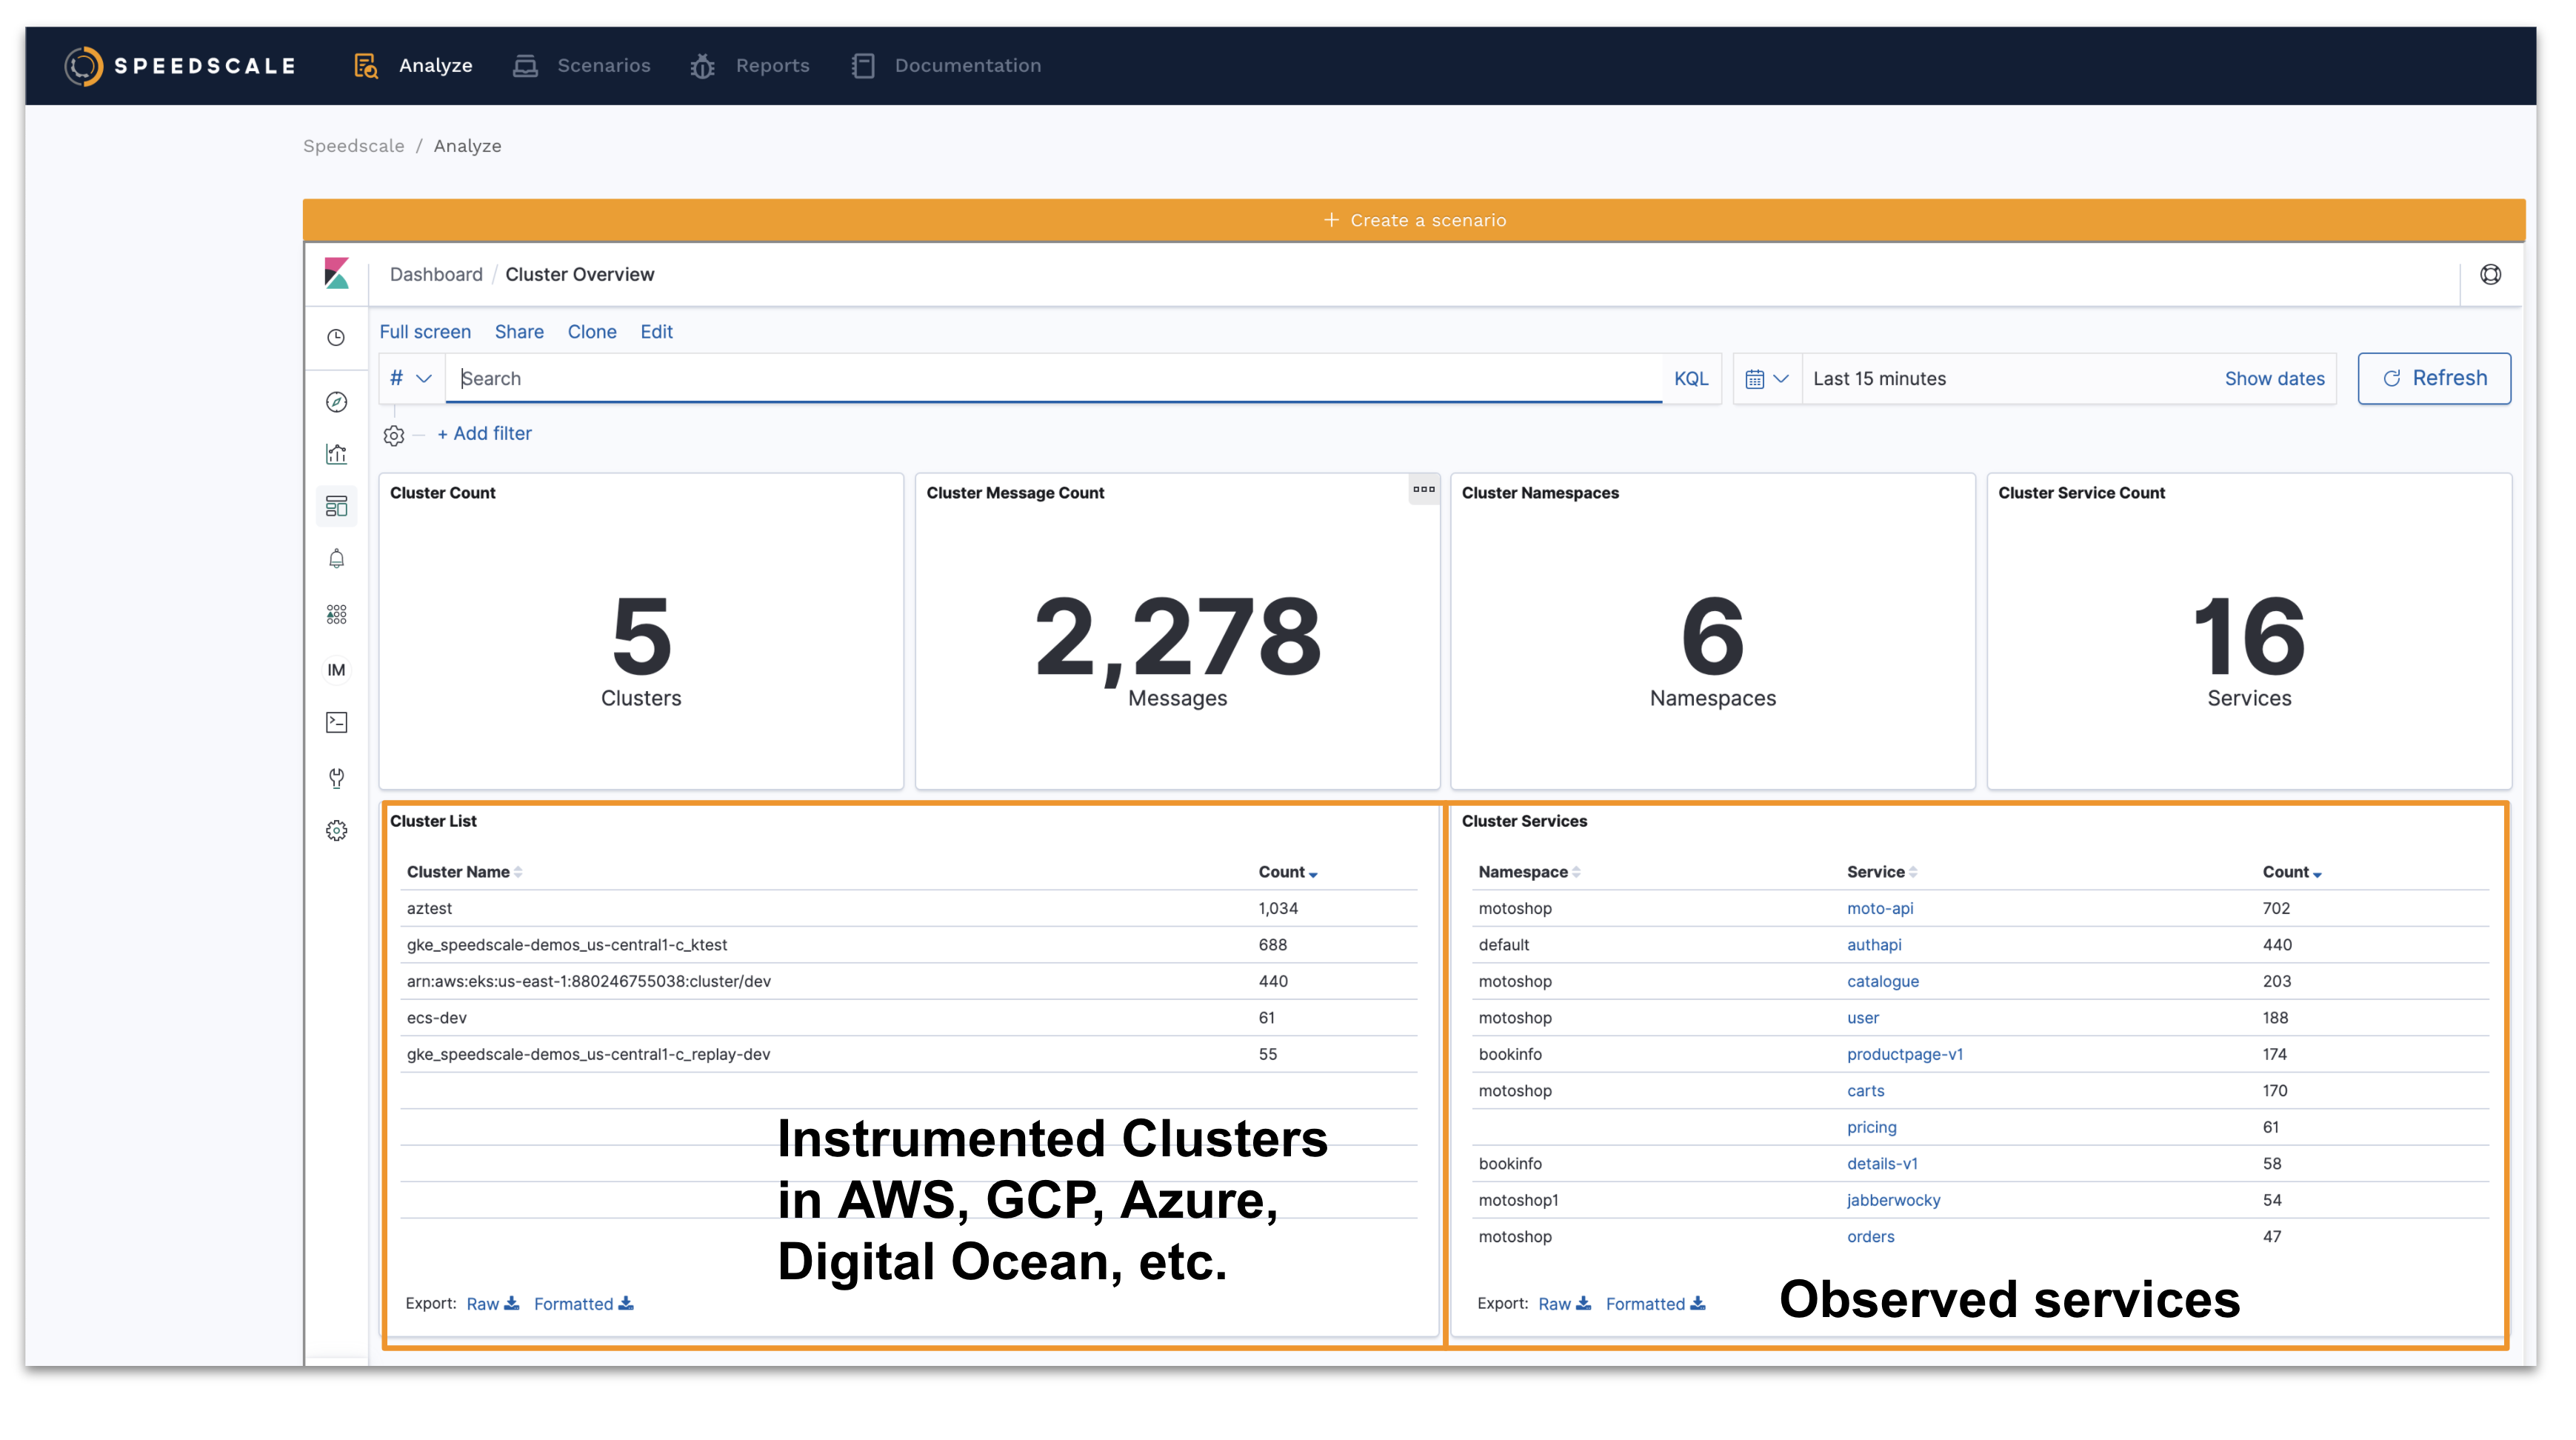 SPEEDSCALE Analyze Scenarios Reports Documentation
Speedscale / Analyze
+ Create a scenario
Dashboard / Cluster Overview
Full screen Share Clone Edit
# Search KQL Last 15 minutes Show dates Refresh
+ Add filter
Cluster Count
5
Clusters
Cluster Message Count
2,278
Messages
Cluster Namespaces
6
Namespaces
Cluster Service Count
16
Services
IM
Cluster List
Cluster Name Count
aztest 1,034
gke_speedscale-demos_us-central1-c_ktest 688
arn:aws:eks:us-east-1:880246755038:cluster/dev 440
ecs-dev 61
gke_speedscale-demos_us-central1-c_replay-dev 55
Instrumented Clusters
in AWS, GCP, Azure,
Digital Ocean, etc.
Export: Raw Formatted
Cluster Services
Namespace Service Count
motoshop moto-api 702
default authapi 440
motoshop catalogue 203
motoshop user 188
bookinfo productpage-v1 174
motoshop carts 170
pricing 61
bookinfo details-v1 58
motoshop1 jabberwocky 54
motoshop orders 47
Export: Raw Formatted
Observed services